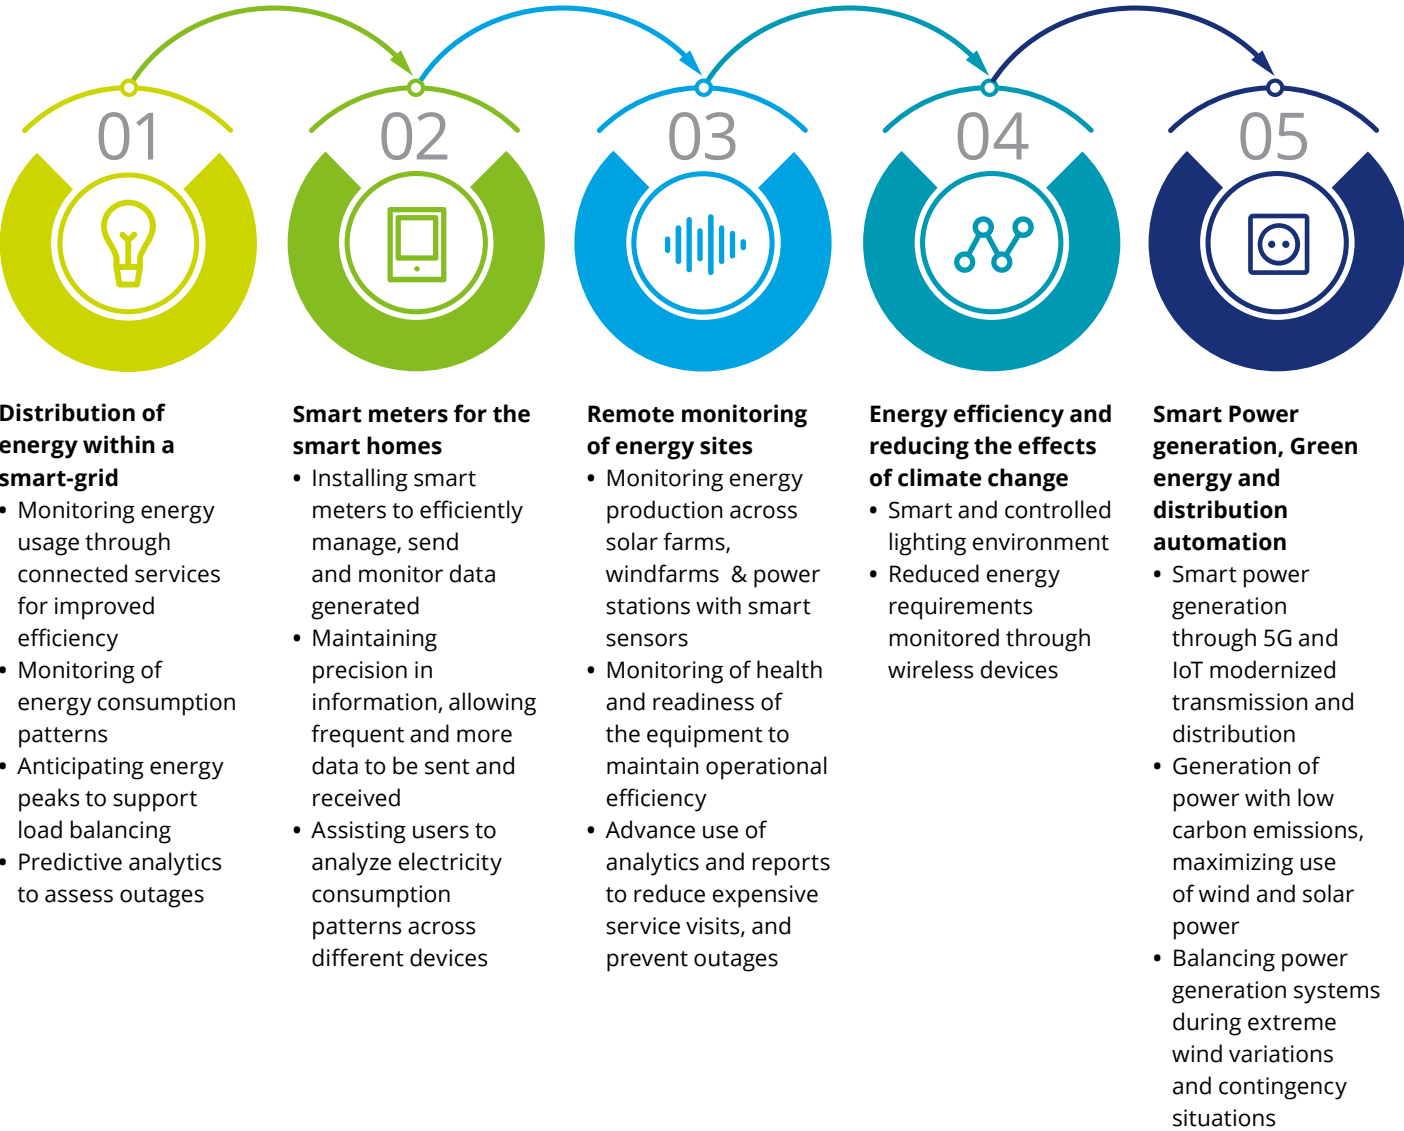 01
Distribution of
energy within a
smart-grid
• Monitoring energy
usage through
connected services
for improved
efficiency
• Monitoring of
energy consumption
patterns
• Anticipating energy
peaks to support
load balancing
• Predictive analytics
to assess outages
02
Smart meters for the
smart homes
• Installing smart
meters to efficiently
manage, send
and monitor data
generated
• Maintaining
precision in
information, allowing
frequent and more
data to be sent and
received
• Assisting users to
analyze electricity
consumption
patterns across
different devices
03
Remote monitoring
of energy sites
• Monitoring energy
production across
solar farms,
windfarms & power
stations with smart
sensors
• Monitoring of health
and readiness of
the equipment to
maintain operational
efficiency
• Advance use of
analytics and reports
to reduce expensive
service visits, and
prevent outages
04
Energy efficiency and
reducing the effects
of climate change
• Smart and controlled
lighting environment
• Reduced energy
requirements
monitored through
wireless devices
05
Smart Power
generation, Green
energy and
distribution
automation
• Smart power
generation
through 5G and
IoT modernized
transmission and
distribution
• Generation of
power with low
carbon emissions,
maximizing use
of wind and solar
power
• Balancing power
generation systems
during extreme
wind variations
and contingency
situations